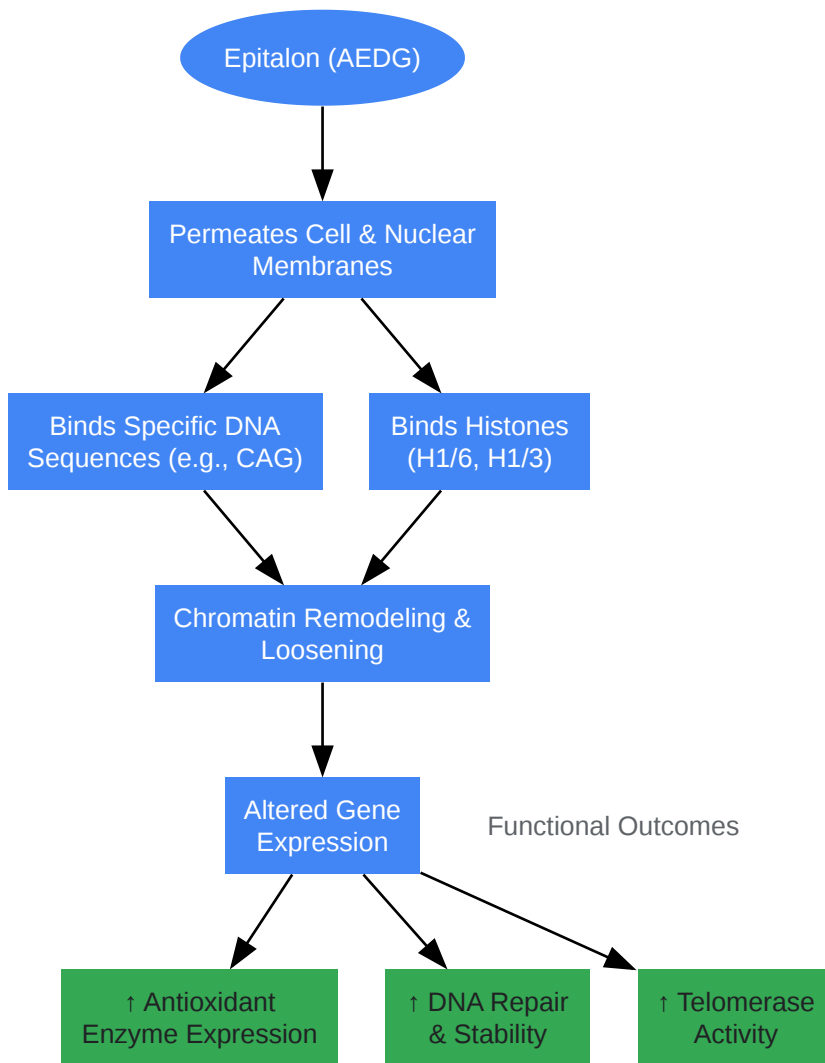 Epitalon (AEDG)
Permeates Cell & Nuclear
Membranes
Binds Specific DNA
Sequences (e.g., CAG)
Binds Histones
(H1/6, H1/3)
Chromatin Remodeling &
Loosening
Altered Gene
Expression
Functional Outcomes
↑ Antioxidant
Enzyme Expression
↑ DNA Repair
& Stability
↑ Telomerase
Activity